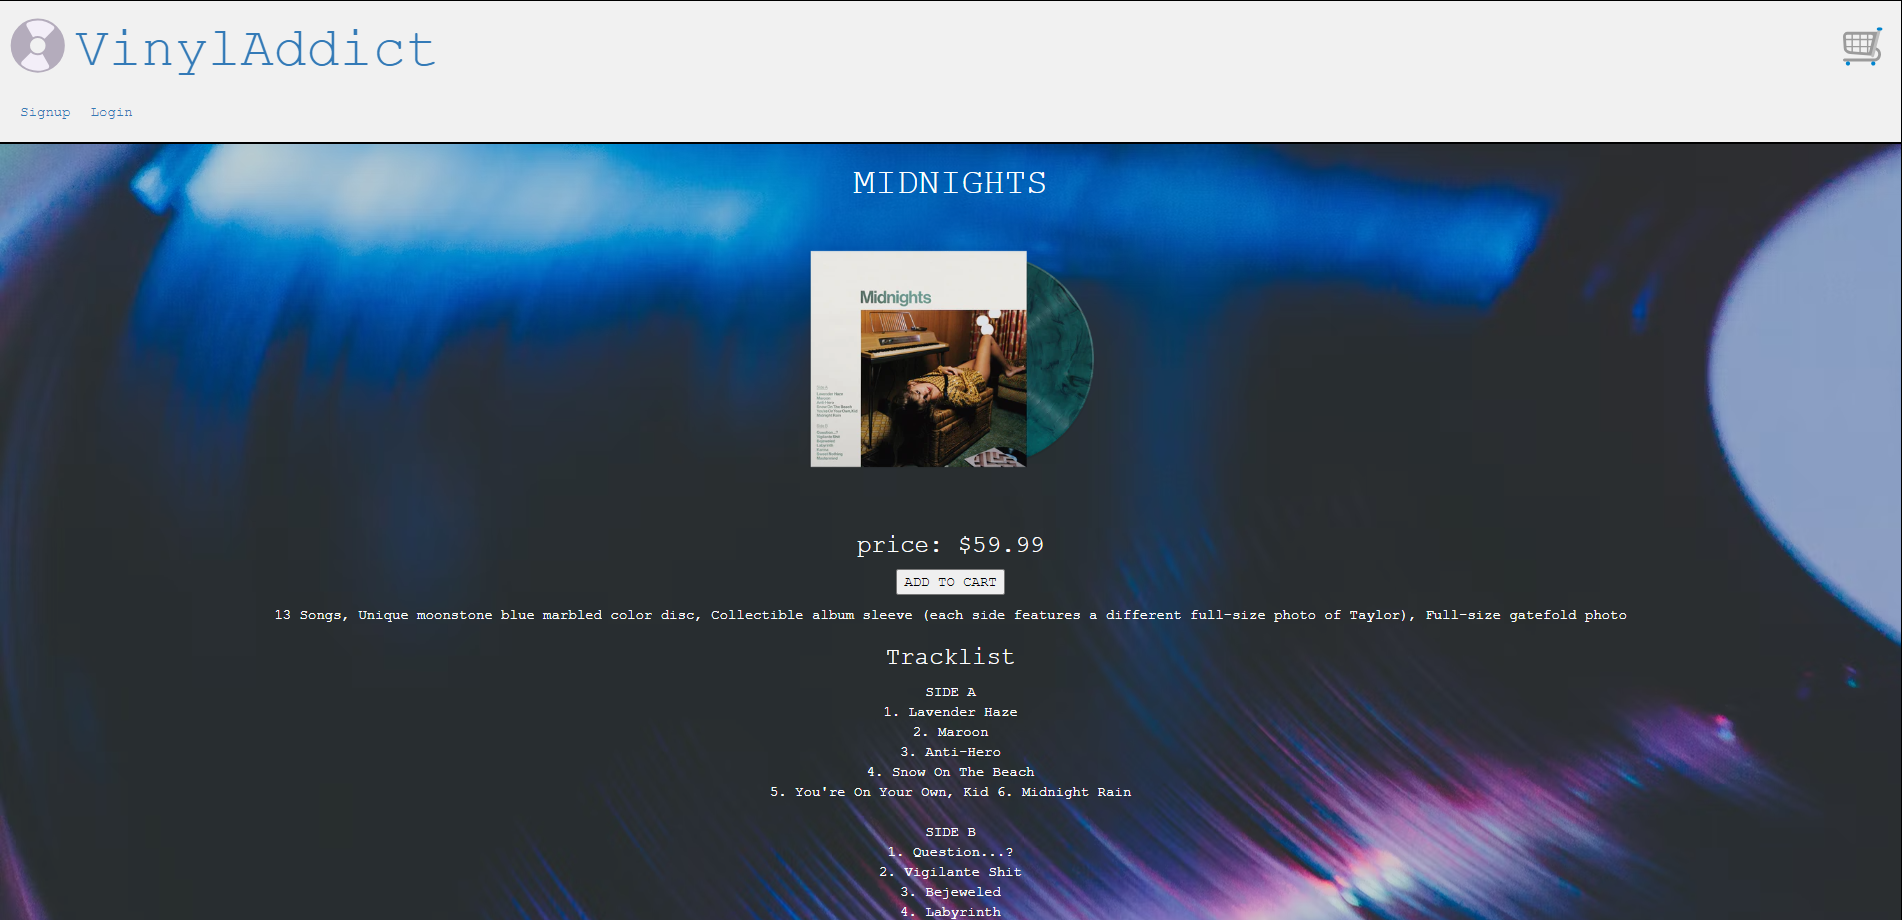 VinylAddict
Signup Login
MIDNIGHTS
Midnights
price: $59.99
ADD TO CART
13 Songs, Unique moonstone blue marbled color disc, Collectible album sleeve (each side features a different full-size photo of Taylor), Full-size gatefold photo
Tracklist
SIDE A
1. Lavender Haze
2. Maroon
3. Anti-Hero
4. Snow On The Beach
5. You're On Your Own, Kid 6. Midnight Rain
SIDE B
1. Question...?
2. Vigilante Shit
3. Bejeweled
4. Labyrinth